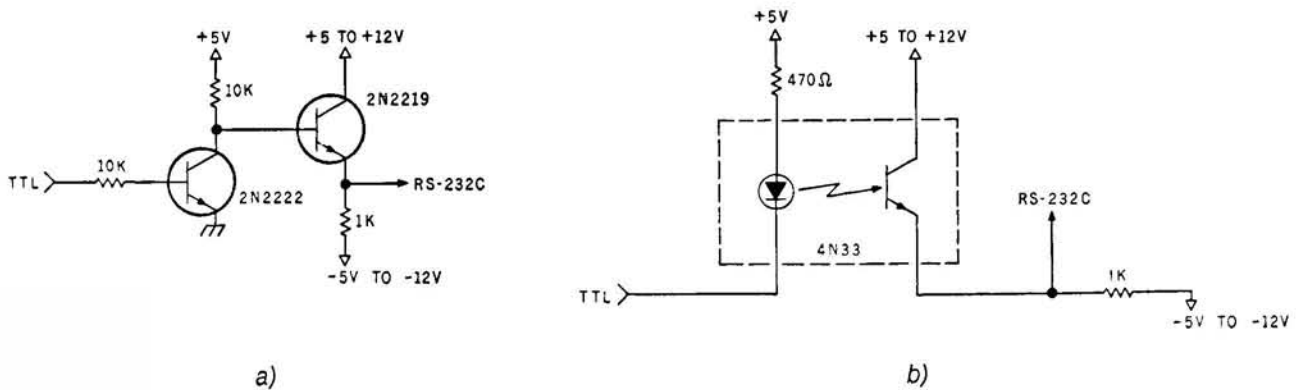 +5V
+5 TO +12V
10K
2N2219
10K
TTL
2N2222
RS-232C
1K
-5V TO -12V
a)
+5V
+5 TO +12V
470Ω
4N33
RS-232C
1K
TTL
-5V TO -12V
b)